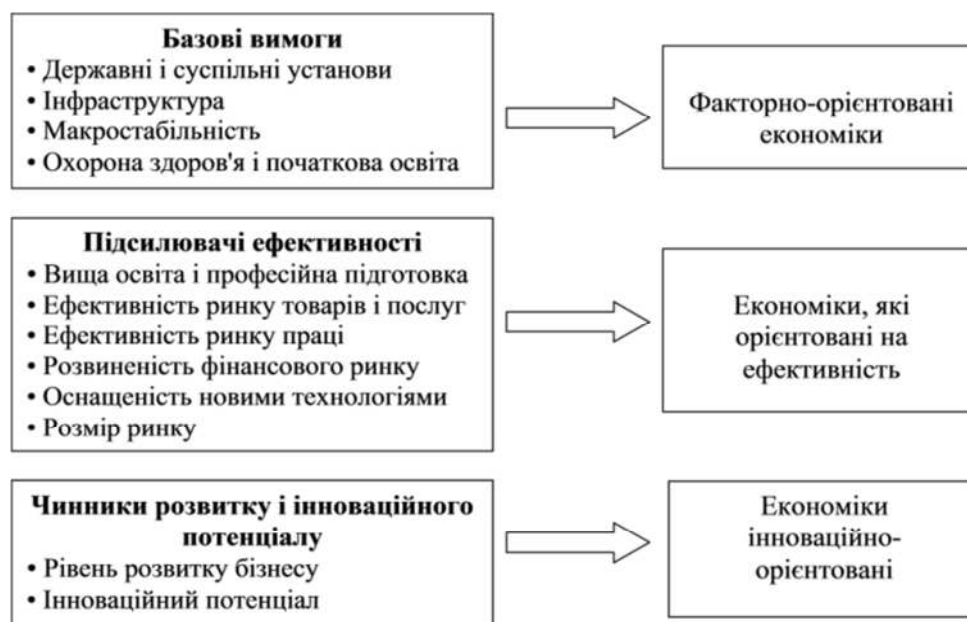 Базові вимоги
• Державні і суспільні установи
• Інфраструктура
• Макростабільність
• Охорона здоров'я і початкова освіта
Факторно-орієнтовані
економіки
Підсилювачі ефективності
• Вища освіта і професійна підготовка
• Ефективність ринку товарів і послуг
• Ефективність ринку праці
• Розвиненість фінансового ринку
• Оснащеність новими технологіями
• Розмір ринку
Економіки, які
орієнтовані на
ефективність
Чинники розвитку і інноваційного
потенціалу
• Рівень розвитку бізнесу
• Інноваційний потенціал
Економіки
інноваційно-
орієнтовані